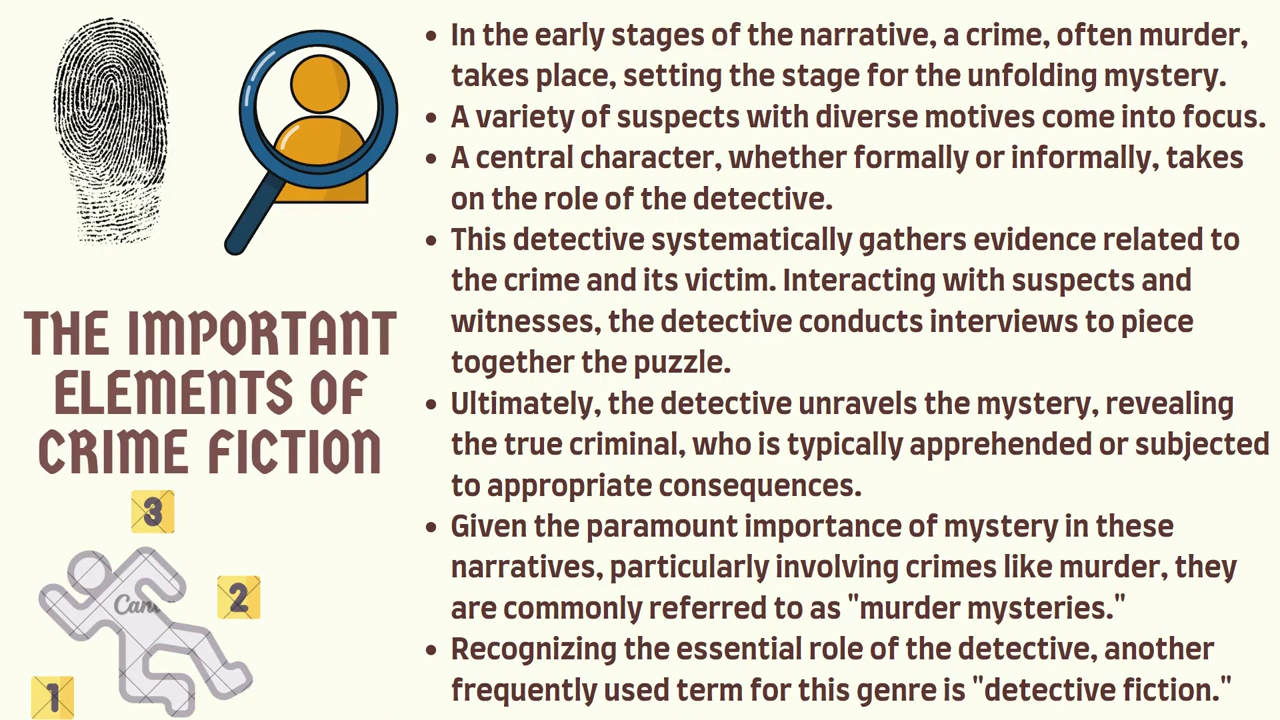 THE IMPORTANT
ELEMENTS OF
CRIME FICTION
3
2
1
• In the early stages of the narrative, a crime, often murder,
takes place, setting the stage for the unfolding mystery.
• A variety of suspects with diverse motives come into focus.
• A central character, whether formally or informally, takes
on the role of the detective.
• This detective systematically gathers evidence related to
the crime and its victim. Interacting with suspects and
witnesses, the detective conducts interviews to piece
together the puzzle.
• Ultimately, the detective unravels the mystery, revealing
the true criminal, who is typically apprehended or subjected
to appropriate consequences.
• Given the paramount importance of mystery in these
narratives, particularly involving crimes like murder, they
are commonly referred to as "murder mysteries."
• Recognizing the essential role of the detective, another
frequently used term for this genre is "detective fiction."